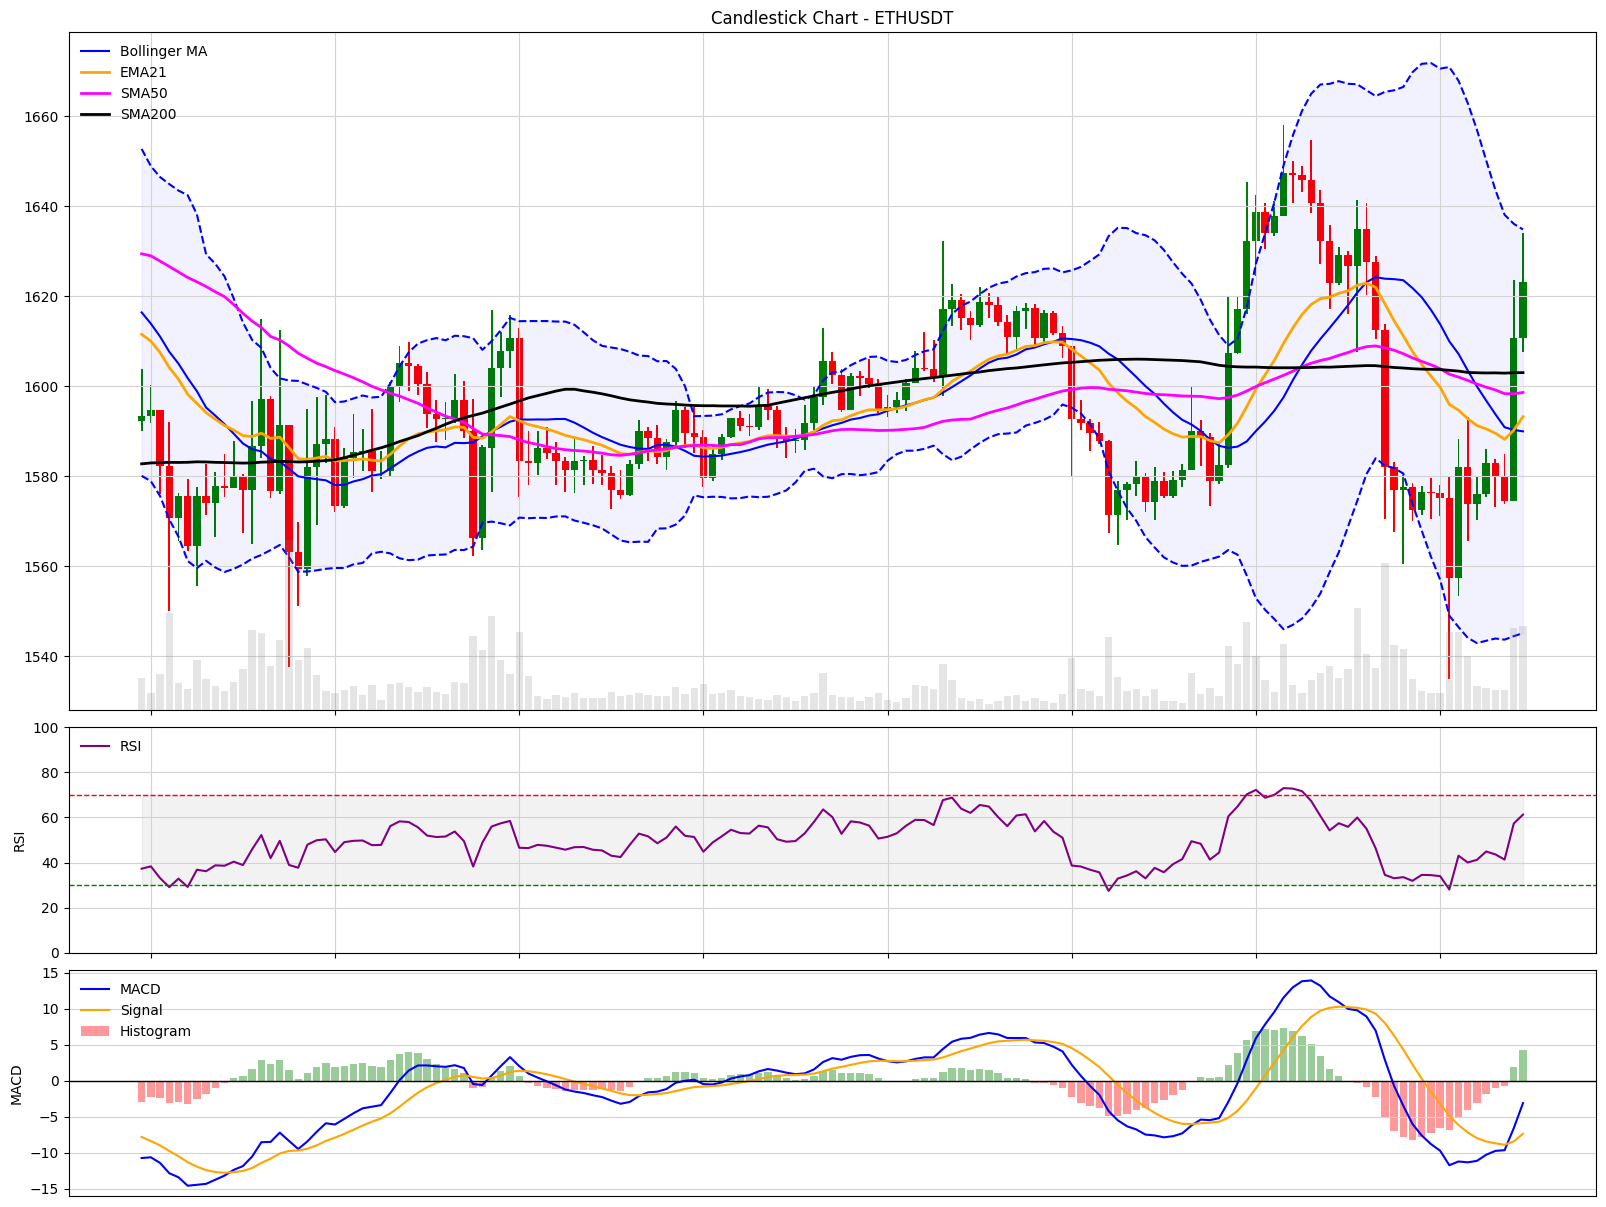 Candlestick Chart - ETHUSDT
Bollinger MA
EMA21
SMA50
SMA200
1660
1640
1620
1600
1580
1560
1540
100
80
60
40
20
0
RSI
RSI
15
10
5
0
−5
−10
−15
MACD
MACD
Signal
Histogram